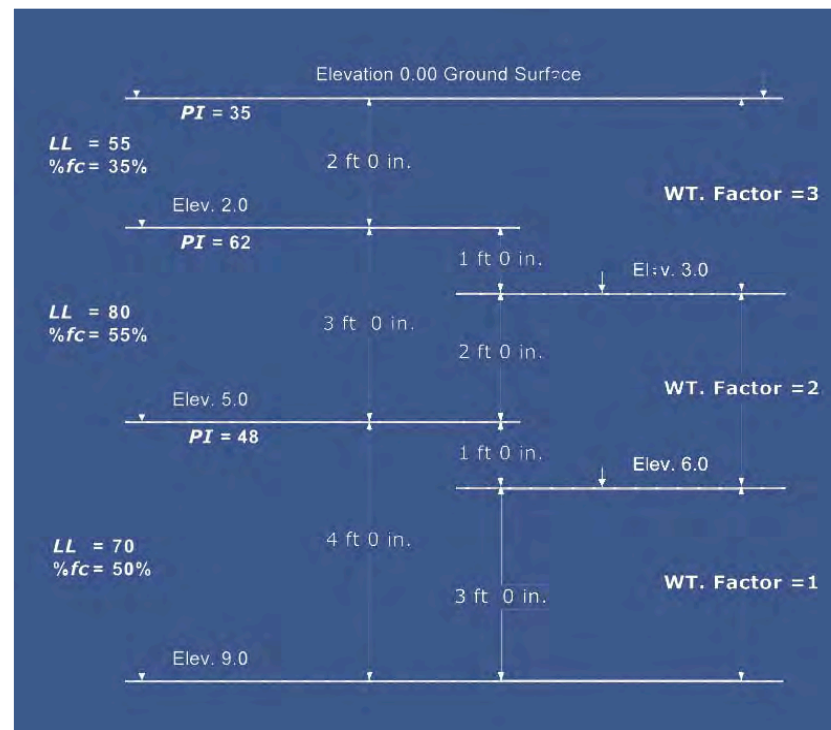 Elevation 0.00 Ground Surface
PI = 35
LL = 55
%fc = 35%
2 ft 0 in.
WT. Factor =3
Elev. 2.0
PI = 62
1 ft 0 in.
Elev. 3.0
LL = 80
%fc = 55%
3 ft 0 in.
2 ft 0 in.
WT. Factor =2
Elev. 5.0
PI = 48
1 ft 0 in.
Elev. 6.0
LL = 70
%fc = 50%
4 ft 0 in.
WT. Factor =1
3 ft 0 in.
Elev. 9.0